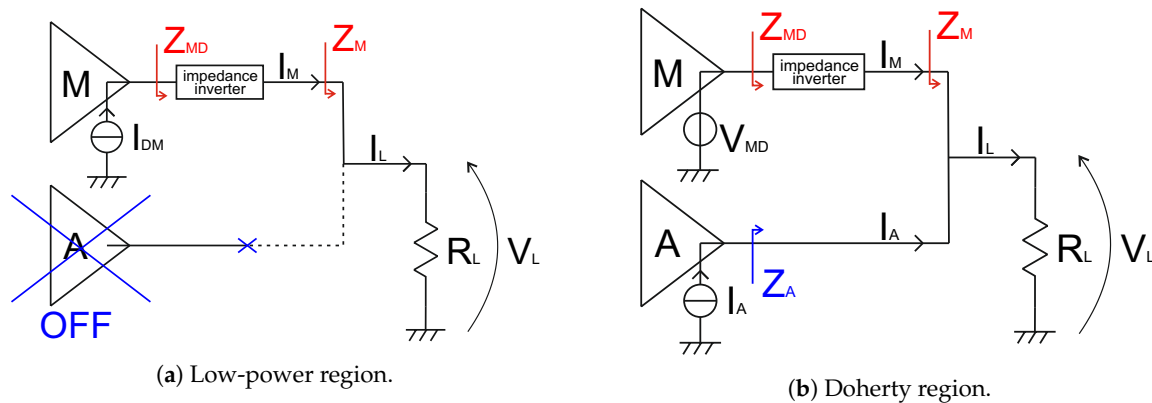 Z_MD
Z_M
M
impedance
inverter
I_M
I_DM
I_L
A
OFF
R_L
V_L
(a) Low-power region.
Z_MD
Z_M
M
impedance
inverter
I_M
V_MD
I_L
A
I_A
Z_A
I_A
R_L
V_L
(b) Doherty region.